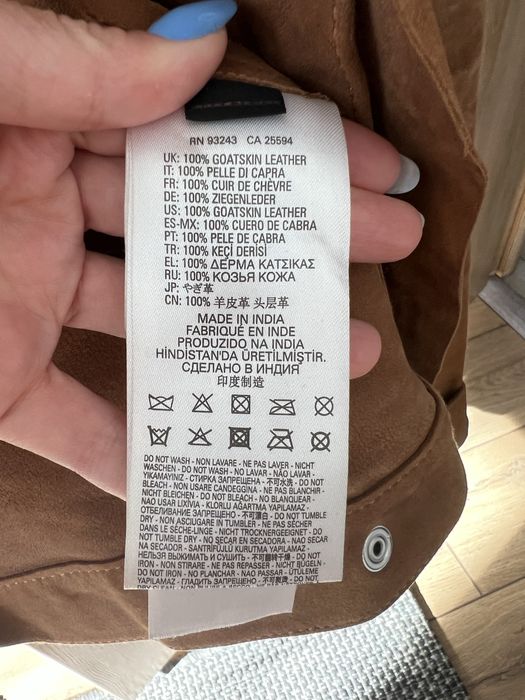 RN 93243 CA 25594
UK: 100% GOATSKIN LEATHER
IT: 100% PELLE DI CAPRA
FR: 100% CUIR DE CHÈVRE
DE: 100% ZIEGENLEDER
US: 100% GOATSKIN LEATHER
ES-MX: 100% CUERO DE CABRA
PT: 100% PELE DE CABRA
TR: 100% KEÇİ DERİSİ
EL: 100% ΔΕΡΜΑ ΚΑΤΣΙΚΑΣ
RU: 100% КОЗЬЯ КОЖА
JP: やぎ革
CN: 100% 羊皮革 头层革
MADE IN INDIA
FABRIQUÉ EN INDE
PRODUZIDO NA INDIA
HİNDİSTAN'DA ÜRETİLMİŞTİR.
СДЕЛАНО В ИНДИЯ
印度制造
DO NOT WASH - NON LAVARE - NE PAS LAVER - NICHT
WASCHEN - DO NOT WASH - NO LAVAR - NÃO LAVAR -
YIKAMAYINIZ - СТИРКА ЗАПРЕЩЕНА - 不可水洗 - DO NOT
BLEACH - NON USARE CANDEGGINA - NE PAS BLANCHIR -
NICHT BLEICHEN - DO NOT BLEACH - NO BLANQUEAR -
NAO USAR LIXÍVIA - KLORLU AĞARTMA YAPILAMAZ -
ОТБЕЛИВАНИЕ ЗАПРЕЩЕНО - 不可漂白 - DO NOT TUMBLE
DRY - NON ASCIUGARE IN TUMBLER - NE PAS SÉCHER
DANS LE SÈCHE-LINGE - NICHT TROCKNERGEEIGNET - DO
NOT TUMBLE DRY - NO SECAR EN SECADORA - NÃO SECAR
NA SECADOR - SANTRİFÜJLÜ KURUTMA YAPILAMAZ -
НЕЛЬЗЯ ВЫЖИМАТЬ И СУШИТЬ - 不可翻转干燥 - DO NOT
IRON - NON STIRARE - NE PAS REPASSER - NICHT BÜGELN -
DO NOT IRON - NO PLANCHAR - NAO PASSAR - ÜTÜLEME
YAPILAMAZ - ГЛАДИТЬ ЗАПРЕЩЕНО - 不可熨烫 - DO NOT